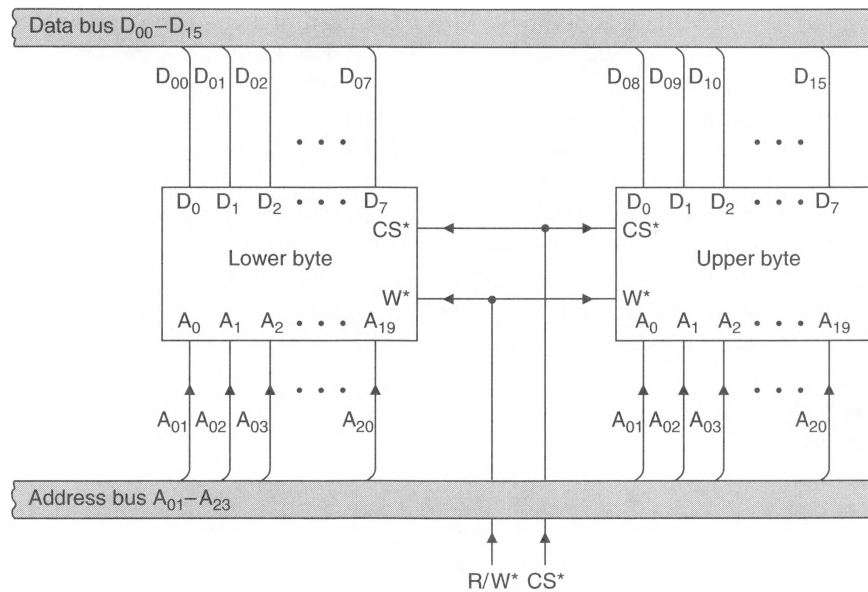 Data bus D₀₀–D₁₅
D₀₀ D₀₁ D₀₂ D₀₇ D₀₈ D₀₉ D₁₀ D₁₅
• • • • • •
D₀ D₁ D₂ • • • D₇ D₀ D₁ D₂ • • • D₇
CS* CS*
Lower byte Upper byte
W* W*
A₀ A₁ A₂ • • • A₁₉ A₀ A₁ A₂ • • • A₁₉
• • • • • •
A₀₁ A₀₂ A₀₃ A₂₀ A₀₁ A₀₂ A₀₃ A₂₀
Address bus A₀₁–A₂₃
R/W* CS*